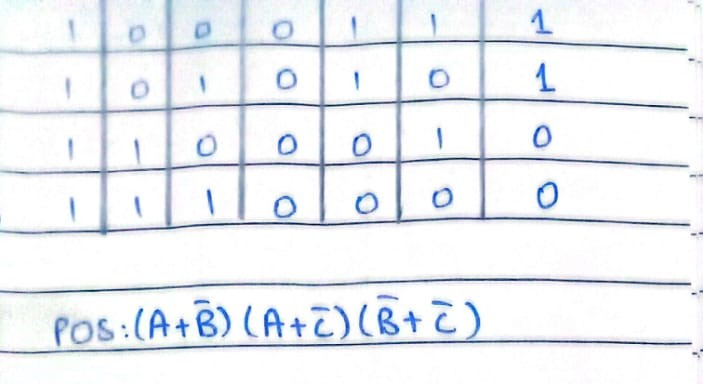 1 0 0 0 1 1 1
1 0 1 0 1 0 1
1 1 0 0 0 1 0
1 1 1 0 0 0 0
POS:(A+B̅)(A+C̅)(B̅+C̅)